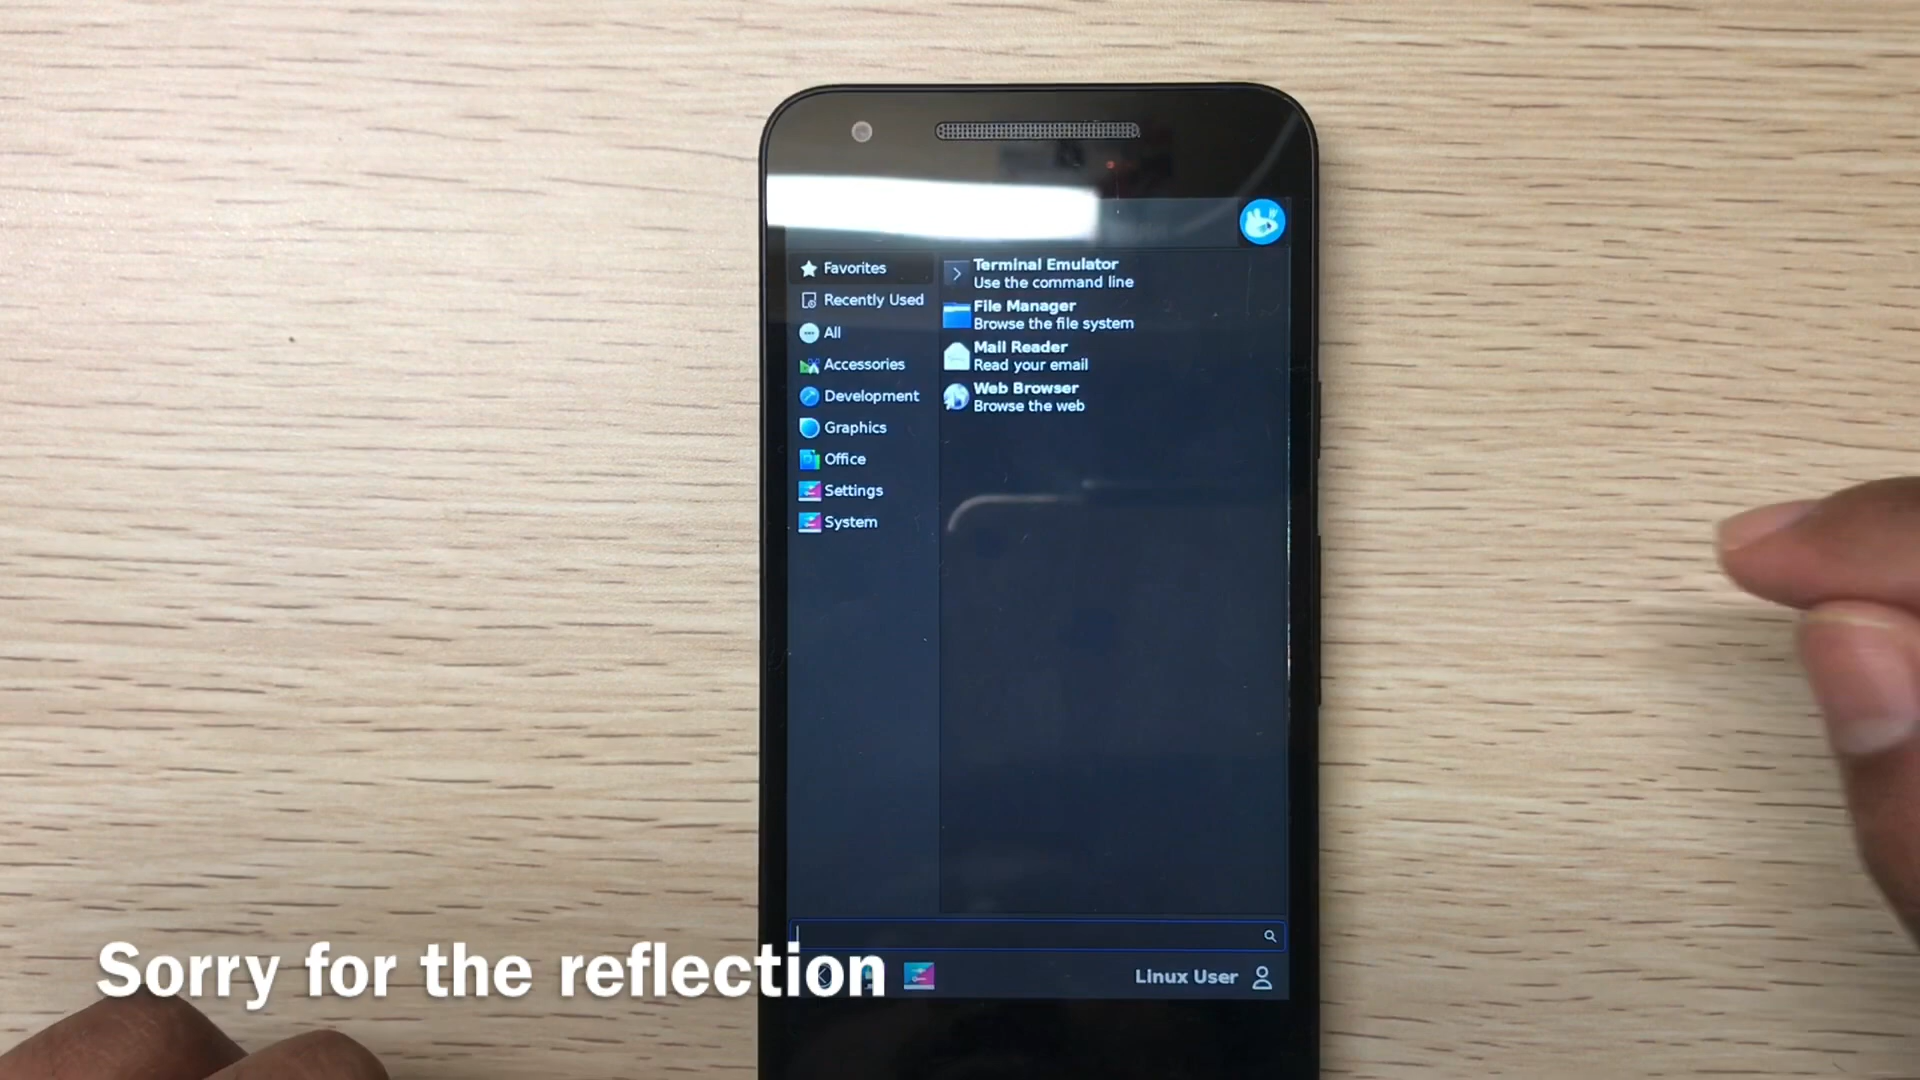 Favorites
Recently Used
All
Accessories
Development
Graphics
Office
Settings
System
Terminal Emulator
Use the command line
File Manager
Browse the file system
Mail Reader
Read your email
Web Browser
Browse the web
Linux User
Sorry for the reflection